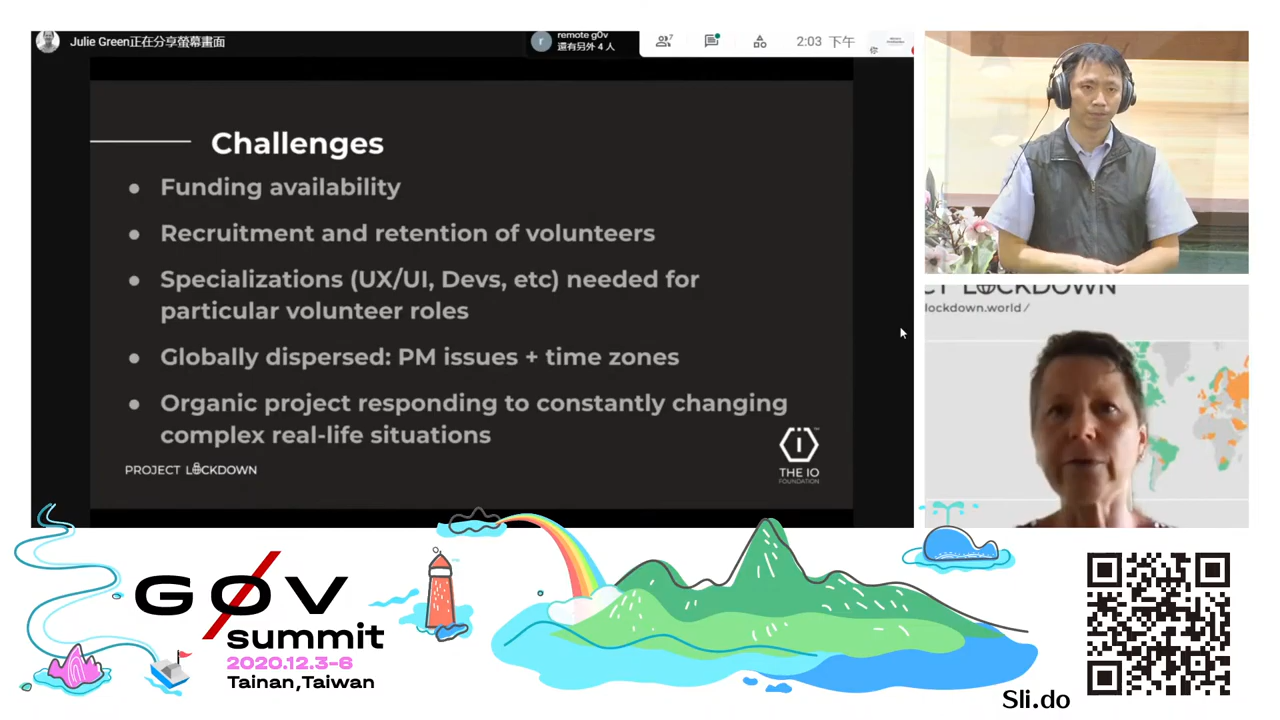 Julie Green正在分享螢幕畫面
remote g0v
還有另外 4 人
7
2:03 下午
你
Challenges
● Funding availability
● Recruitment and retention of volunteers
● Specializations (UX/UI, Devs, etc) needed for
particular volunteer roles
● Globally dispersed: PM issues + time zones
● Organic project responding to constantly changing
complex real-life situations
PROJECT LOCKDOWN
THE IO
FOUNDATION
CT LOCKDOWN
lockdown.world/
G0V
summit
2020.12.3-6
Tainan,Taiwan
Sli.do